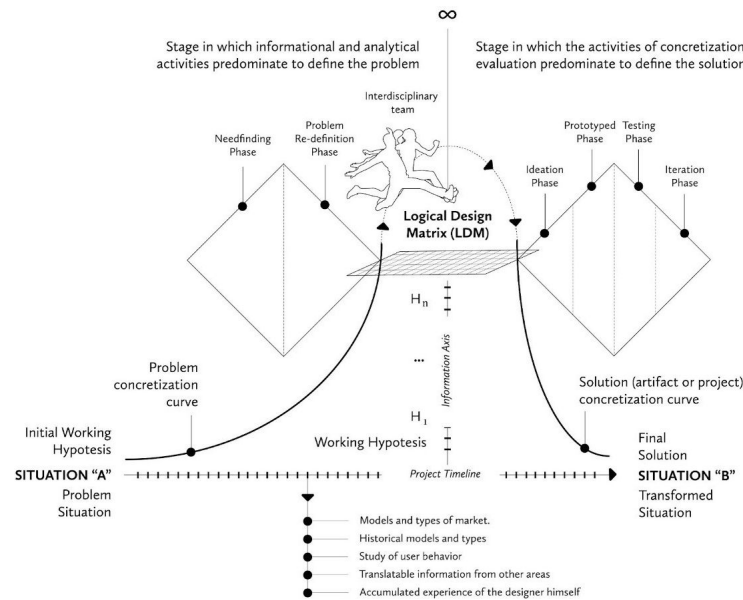 ∞
Stage in which informational and analytical
activities predominate to define the problem
Stage in which the activities of concretization
evaluation predominate to define the solution
Interdisciplinary
team
Needfinding
Phase
Problem
Re-definition
Phase
Prototyped
Phase
Testing
Phase
Ideation
Phase
Iteration
Phase
Logical Design
Matrix (LDM)
Hn
...
Information Axis
H1
Working Hypotesis
Problem
concretization
curve
Solution (artifact or project)
concretization curve
Initial Working
Hypotesis
Final
Solution
SITUATION "A"
Project Timeline
SITUATION "B"
Problem
Situation
Transformed
Situation
Models and types of market.
Historical models and types
Study of user behavior
Translatable information from other areas
Accumulated experience of the designer himself